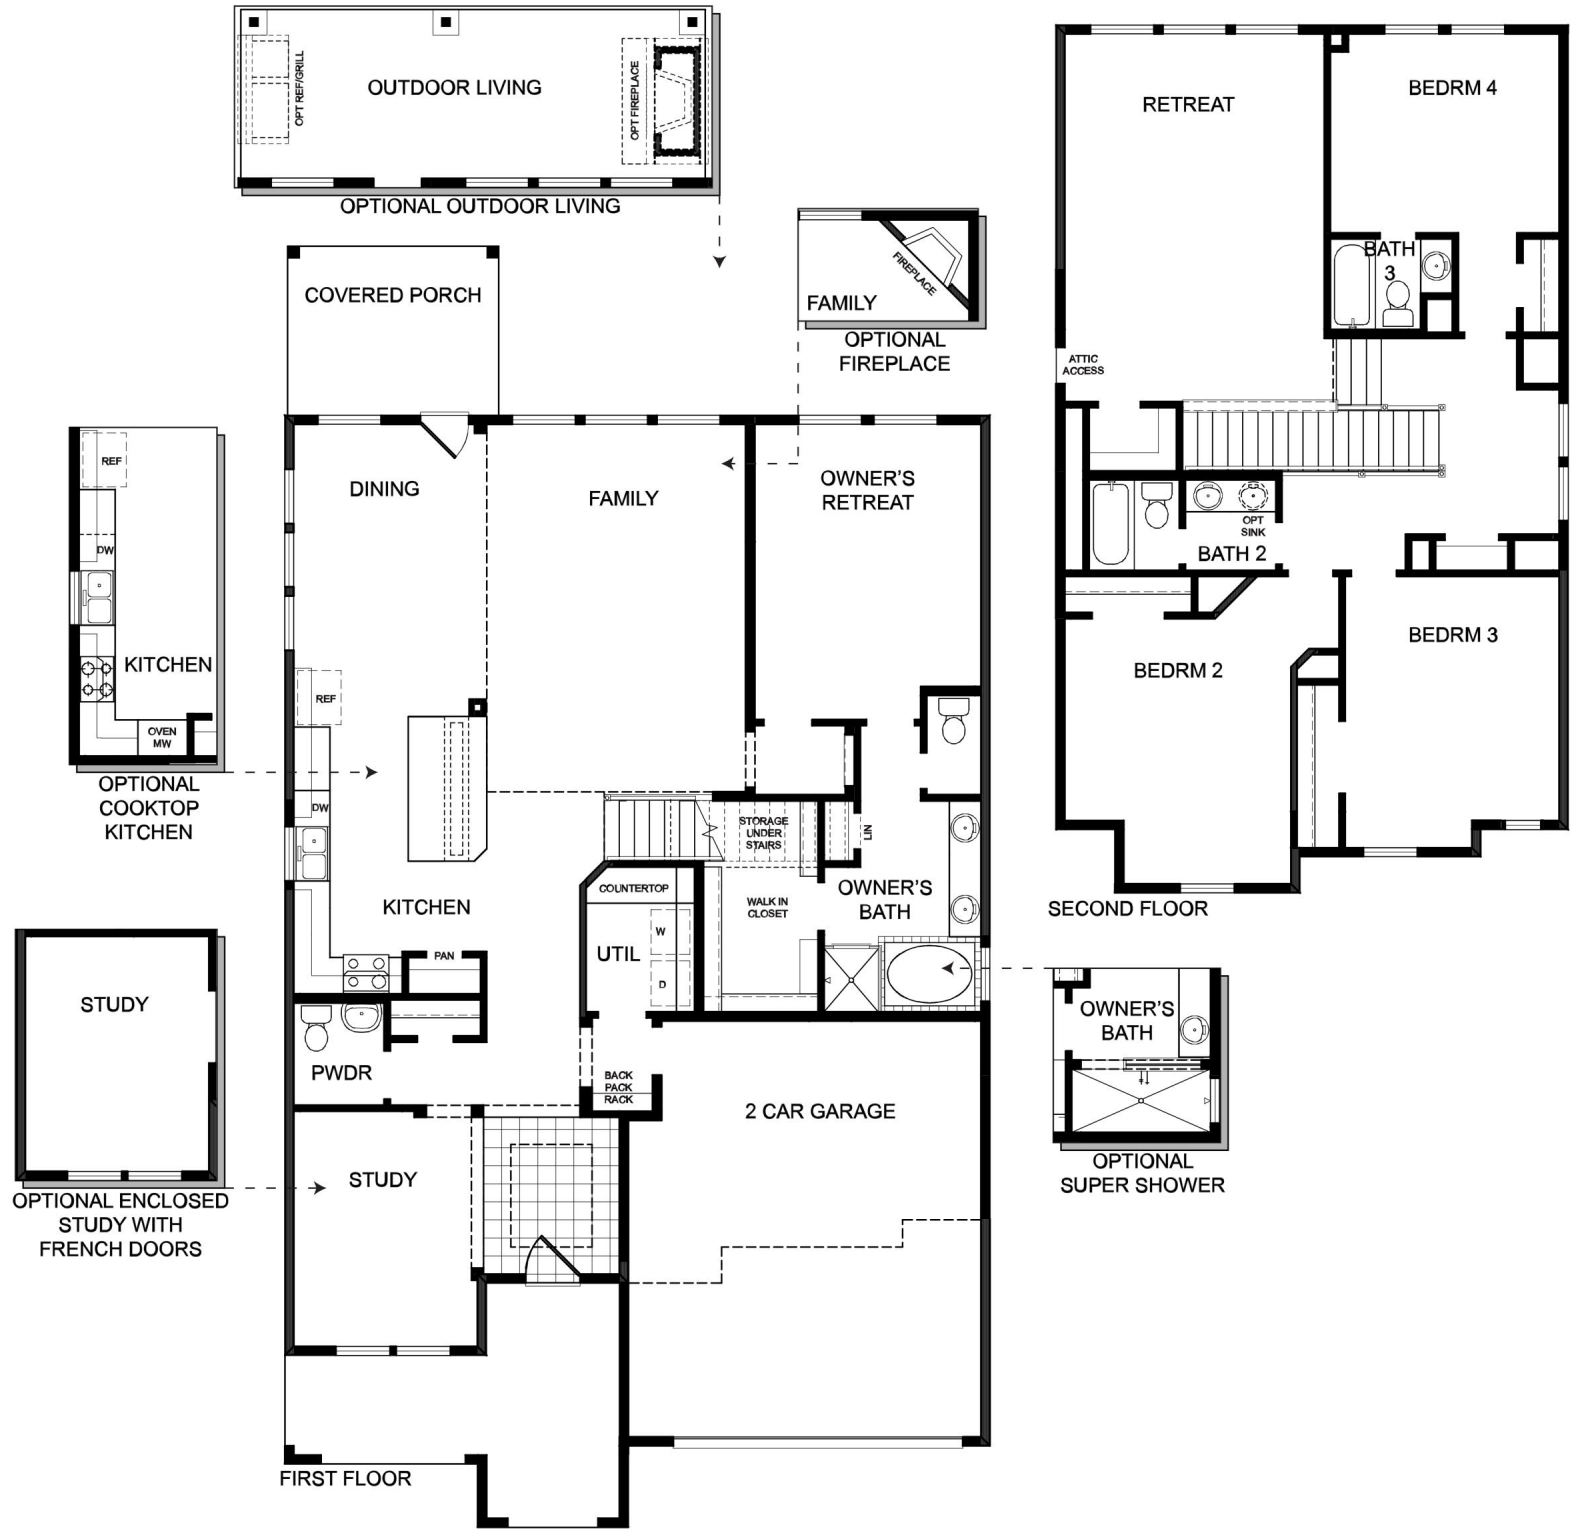 OPT REF/GRILL
OUTDOOR LIVING
OPT FIREPLACE
OPTIONAL OUTDOOR LIVING
COVERED PORCH
FIREPLACE
FAMILY
OPTIONAL
FIREPLACE
REF
DW
KITCHEN
OVEN
MW
OPTIONAL
COOKTOP
KITCHEN
DINING
FAMILY
OWNER'S
RETREAT
REF
DW
KITCHEN
PAN
STORAGE
UNDER
STAIRS
LIN
COUNTERTOP
W
UTIL
D
WALK IN
CLOSET
OWNER'S
BATH
PWDR
BACK
PACK
RACK
2 CAR GARAGE
STUDY
STUDY
OPTIONAL ENCLOSED
STUDY WITH
FRENCH DOORS
FIRST FLOOR
RETREAT
BEDRM 4
BATH
3
ATTIC
ACCESS
OPT
SINK
BATH 2
BEDRM 2
BEDRM 3
SECOND FLOOR
OWNER'S
BATH
OPTIONAL
SUPER SHOWER